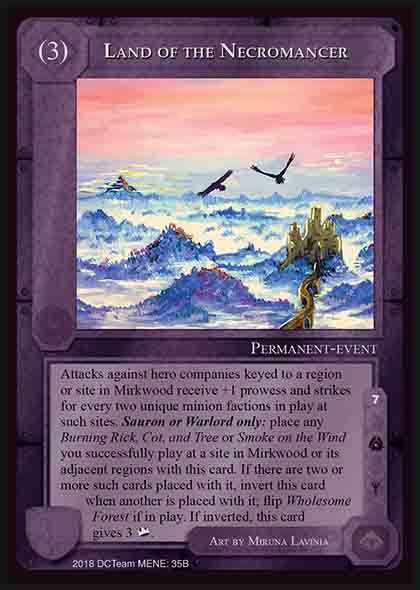 (3)
Land of the Necromancer
Permanent-event
Attacks against hero companies keyed to a region
or site in Mirkwood receive +1 prowess and strikes
for every two unique minion factions in play at
such sites. Sauron or Warlord only: place any
Burning Rick, Cot, and Tree or Smoke on the Wind
you successfully play at a site in Mirkwood or its
adjacent regions with this card. If there are two or
more such cards placed with it, invert this card
when another is placed with it; flip Wholesome
Forest if in play. If inverted, this card
gives 3 .
7
Art by Miruna Lavinia
2018 DCTeam MENE: 35B